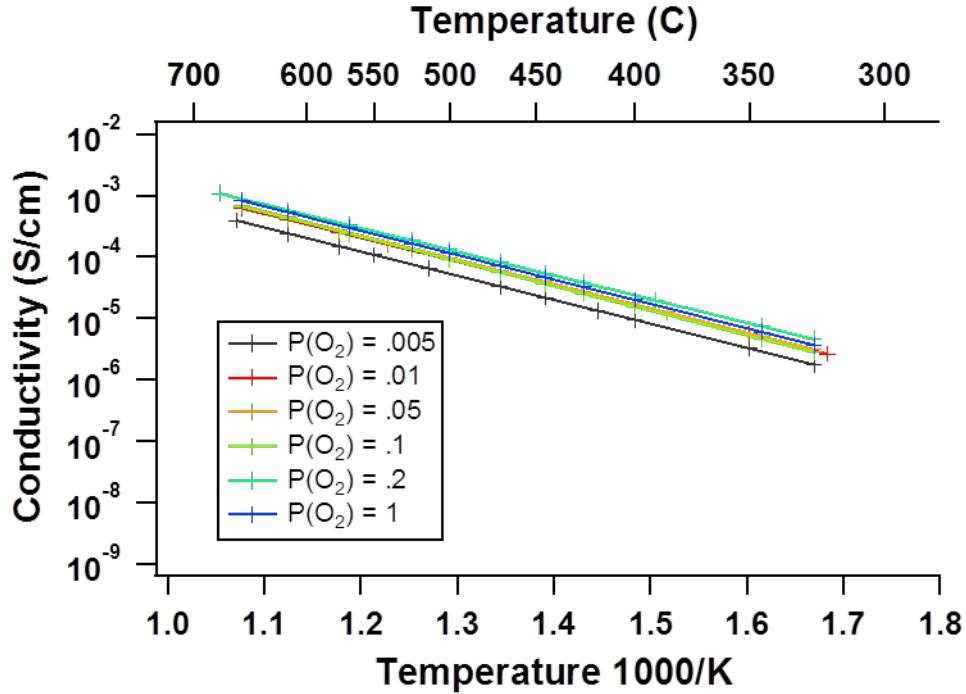 Temperature (C)
700 600 550 500 450 400 350 300
Conductivity (S/cm)
10⁻²
10⁻³
10⁻⁴
10⁻⁵
10⁻⁶
10⁻⁷
10⁻⁸
10⁻⁹
P(O₂) = .005
P(O₂) = .01
P(O₂) = .05
P(O₂) = .1
P(O₂) = .2
P(O₂) = 1
1.0 1.1 1.2 1.3 1.4 1.5 1.6 1.7 1.8
Temperature 1000/K